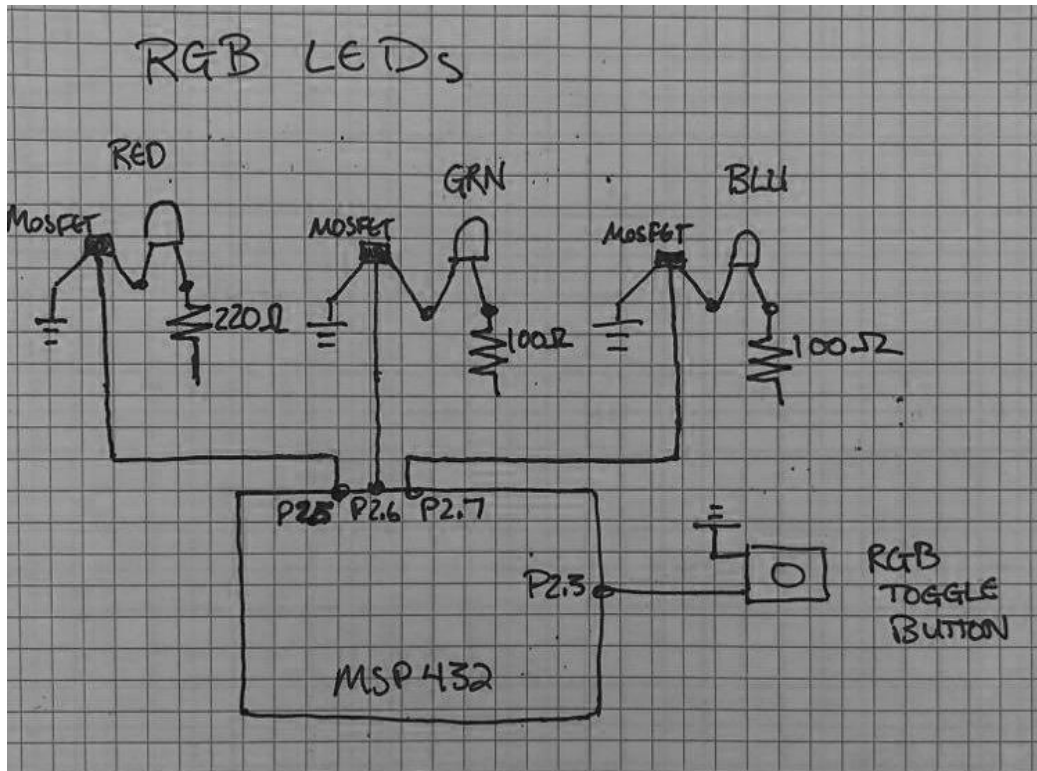 RGB LEDs
RED
GRN
BLU
MOSFET
MOSFET
MOSFET
220Ω
100Ω
100Ω
P2.5 P2.6 P2.7
P2.3
RGB
TOGGLE
BUTTON
MSP432